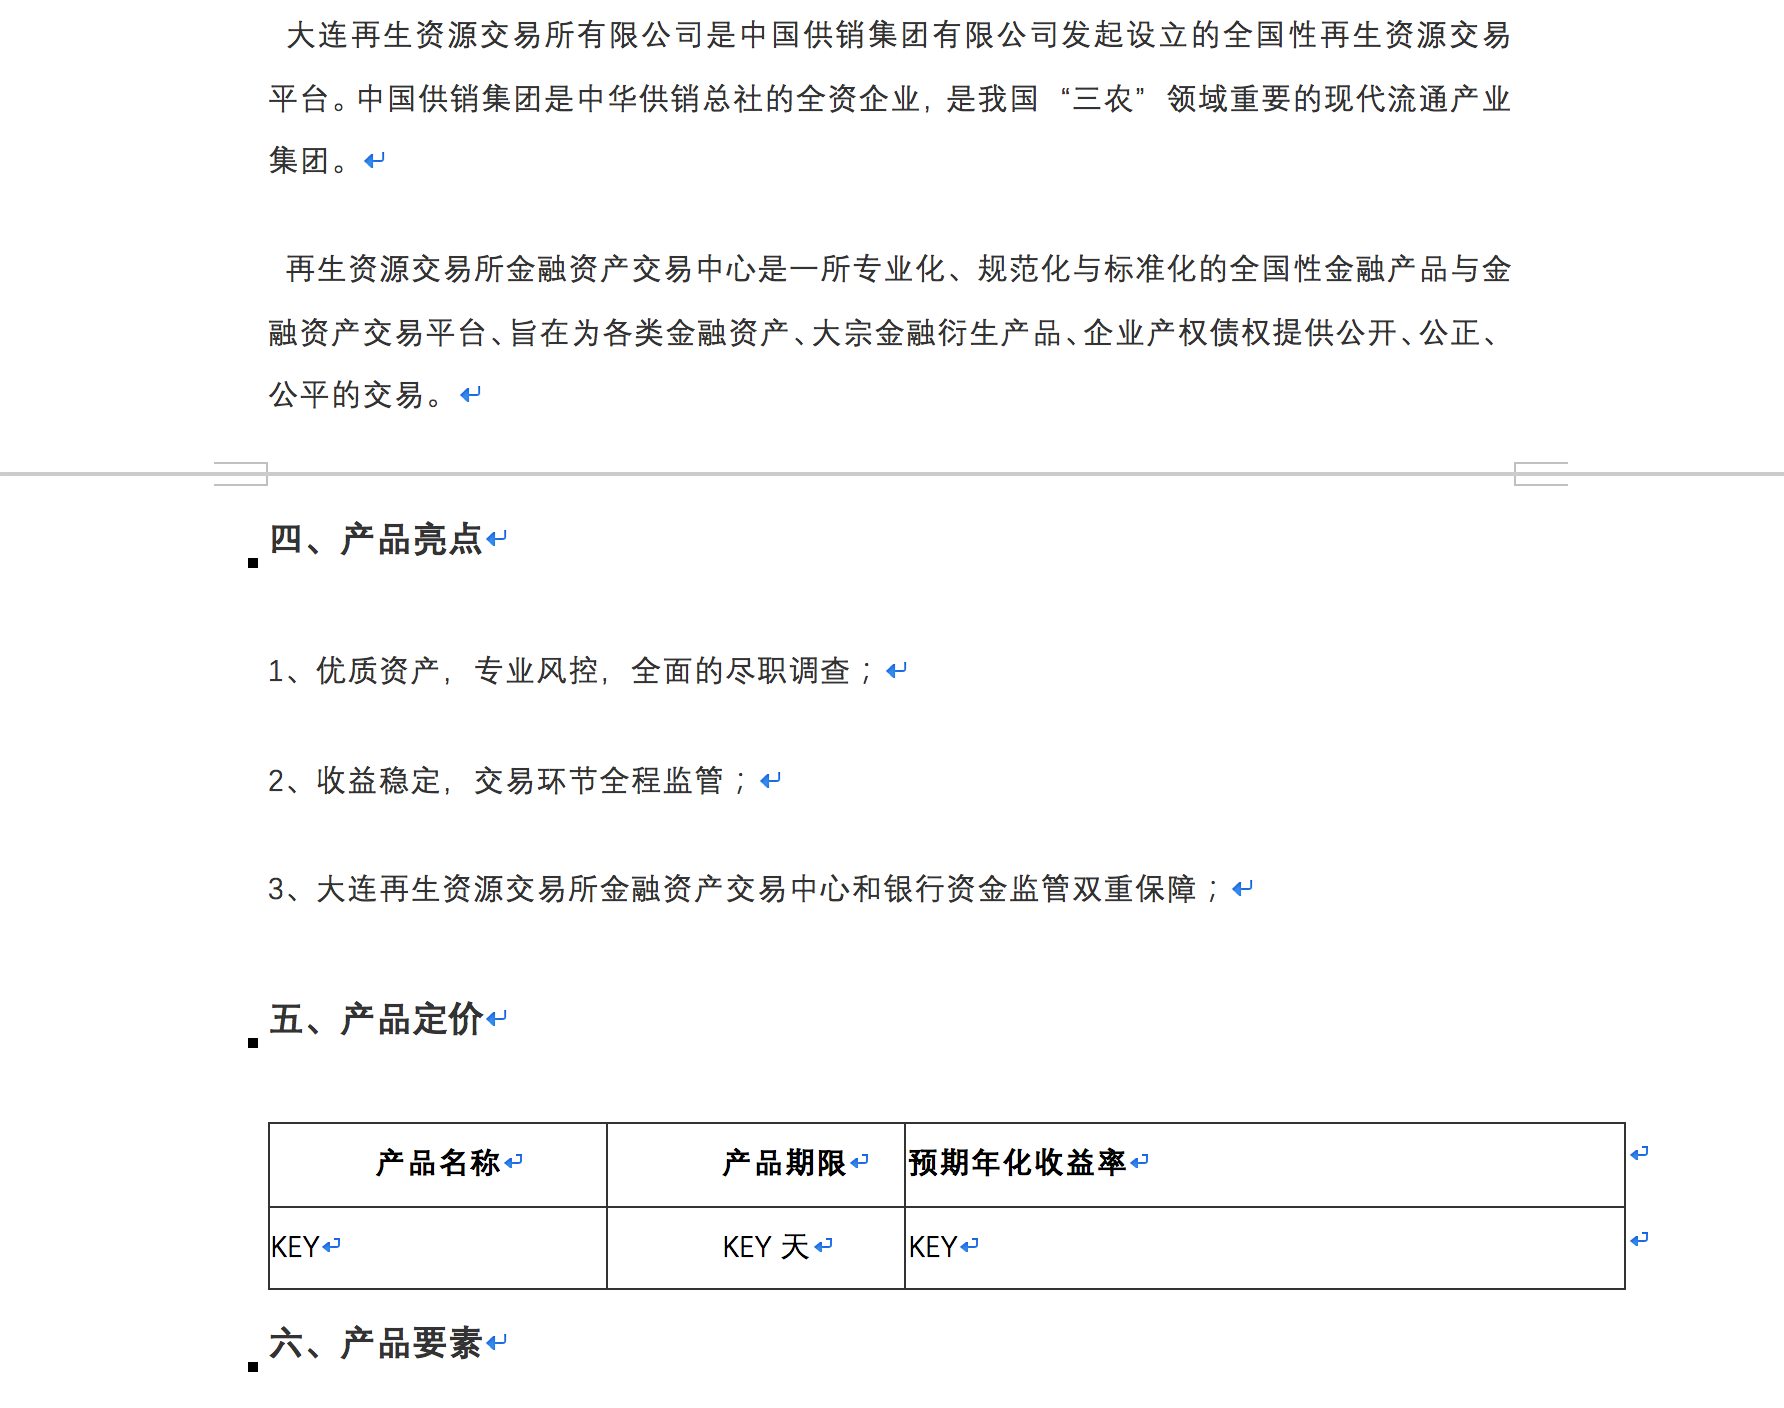 大连再生资源交易所有限公司是中国供销集团有限公司发起设立的全国性再生资源交易
平台。中国供销集团是中华供销总社的全资企业，是我国“三农”领域重要的现代流通产业
集团。
再生资源交易所金融资产交易中心是一所专业化、规范化与标准化的全国性金融产品与金
融资产交易平台、旨在为各类金融资产、大宗金融衍生产品、企业产权债权提供公开、公正、
公平的交易。
四、产品亮点
1、优质资产，专业风控，全面的尽职调查；
2、收益稳定，交易环节全程监管；
3、大连再生资源交易所金融资产交易中心和银行资金监管双重保障；
五、产品定价
产品名称 产品期限 预期年化收益率
KEY KEY 天 KEY
六、产品要素